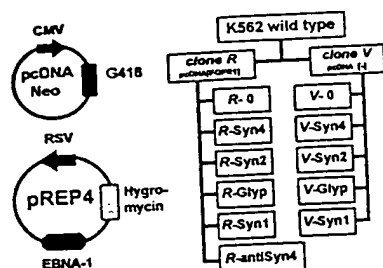 CMV
pcDNA
Neo
G418
RSV
pREP4
Hygro-
mycin
EBNA-1
K562 wild type
clone R
clone V
pcDNA [-]
R- 0
V- 0
R-Syn4
V-Syn4
R-Syn2
V-Syn2
R-Glyp
V-Glyp
R-Syn1
V-Syn1
R-antiSyn4